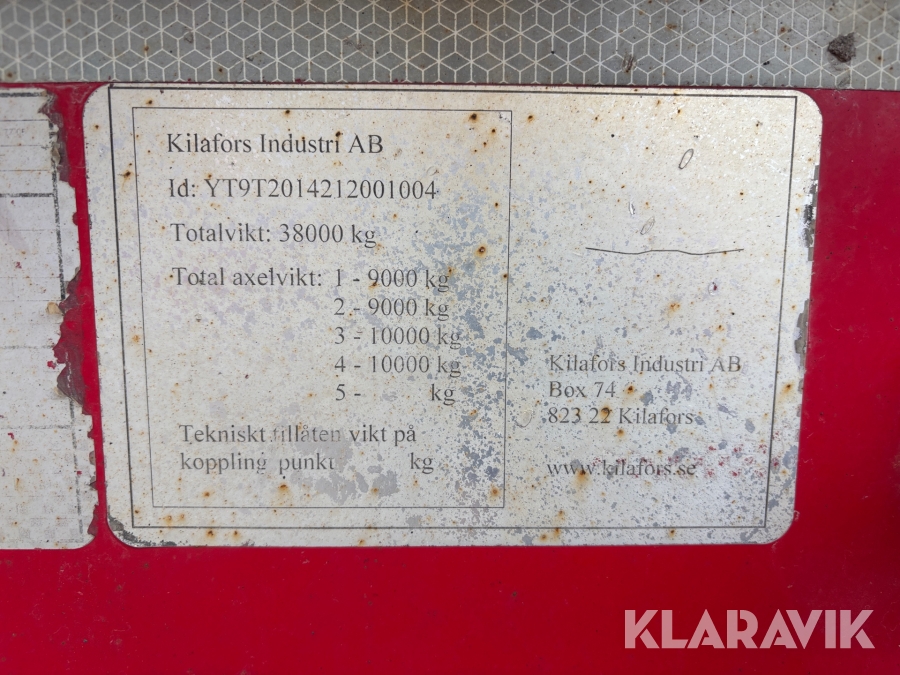 Kilafors Industri AB
Id: YT9T2014212001004
Totalvikt: 38000 kg
Total axelvikt: 1 - 9000 kg
2 - 9000 kg
3 - 10000 kg
4 - 10000 kg
5 - kg
Tekniskt tillåten vikt på
koppling punkt kg
Kilafors Industri AB
Box 74
823 22 Kilafors
www.kilafors.se
KLARAVIK